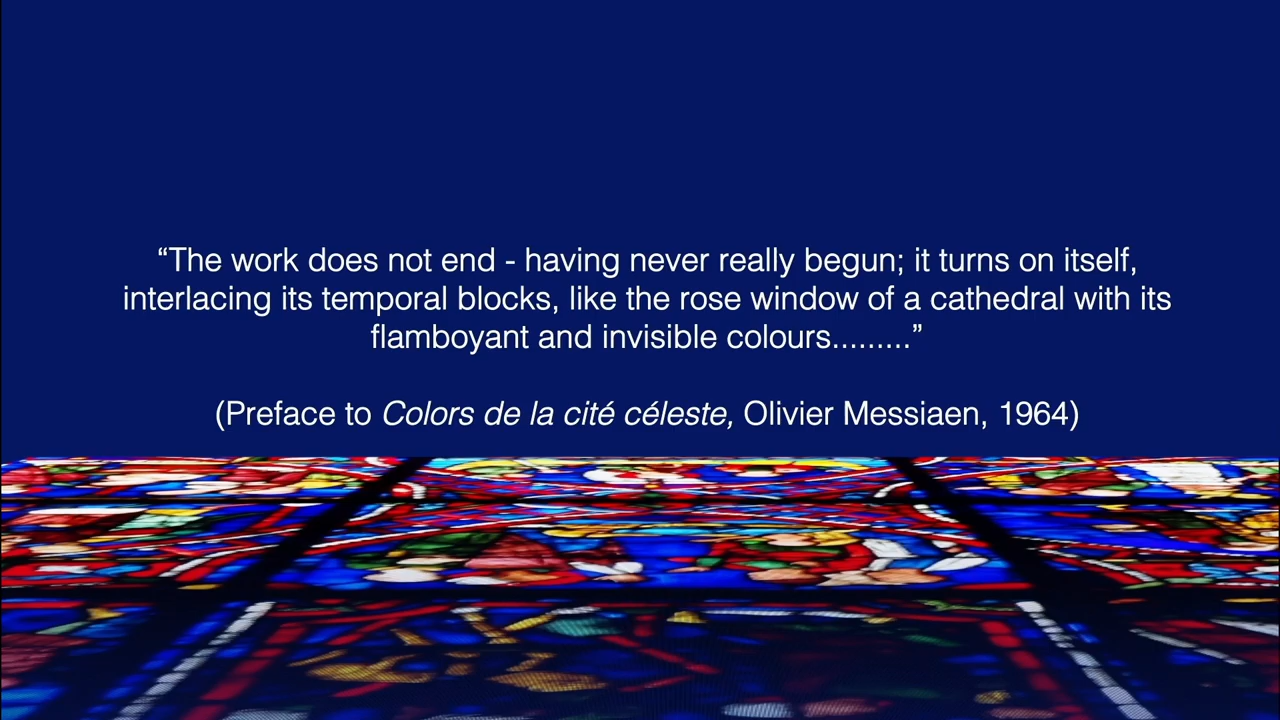 “The work does not end - having never really begun; it turns on itself,
interlacing its temporal blocks, like the rose window of a cathedral with its
flamboyant and invisible colours.........”
(Preface to Colors de la cité céleste, Olivier Messiaen, 1964)